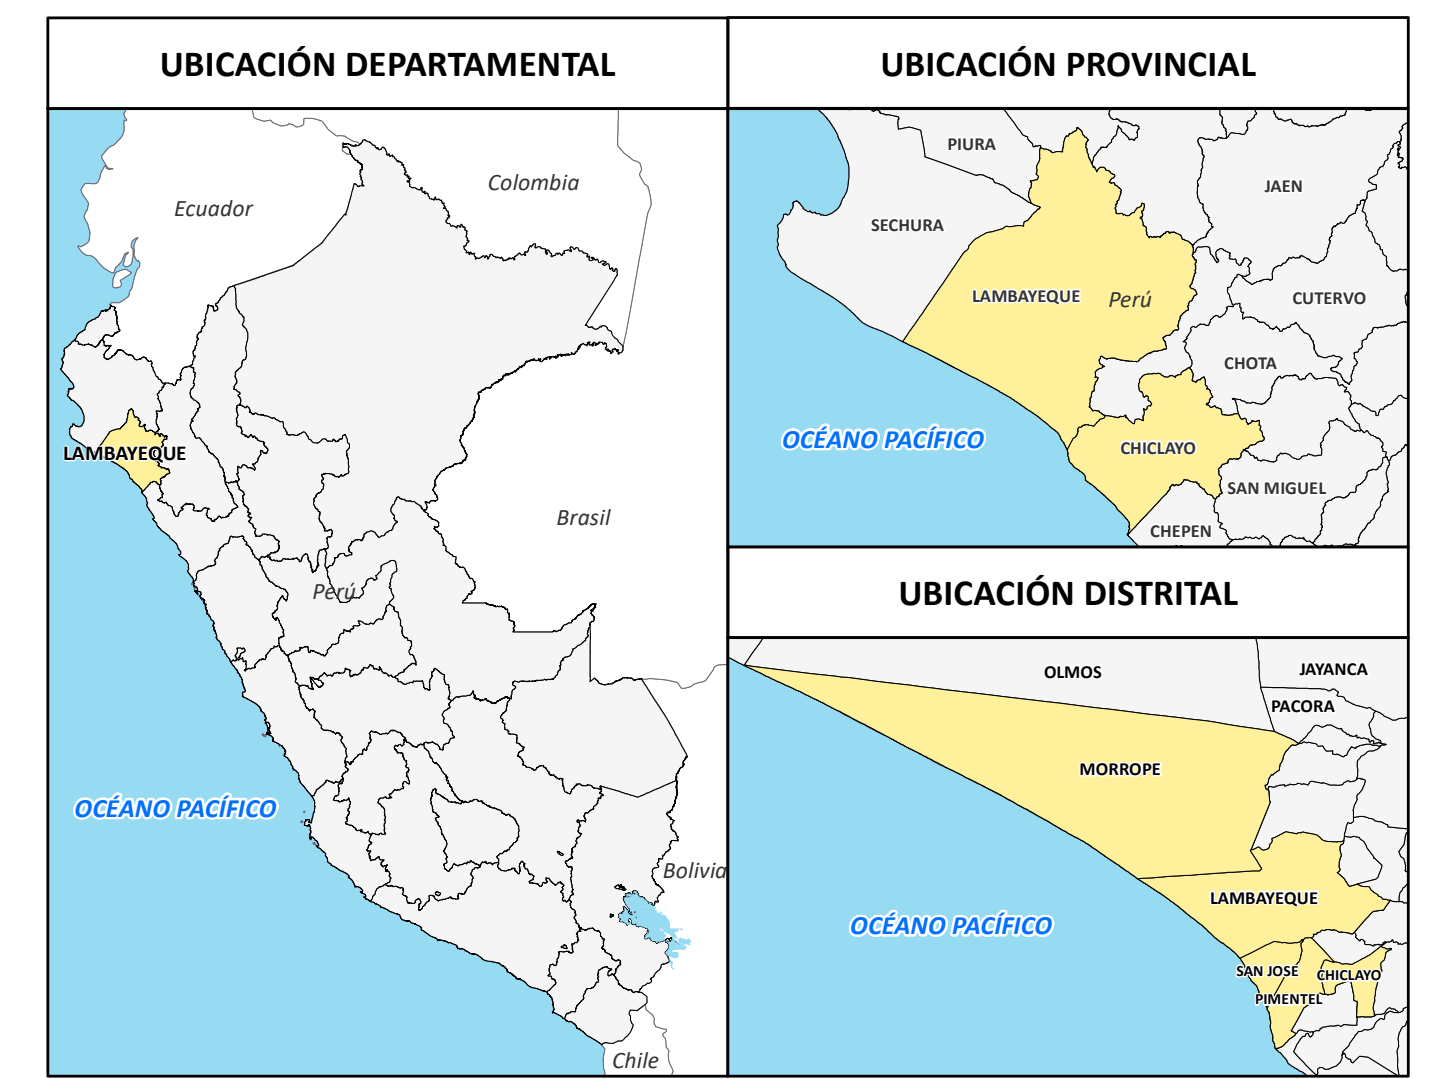 UBICACIÓN DEPARTAMENTAL
Colombia
Ecuador
LAMBAYEQUE
Brasil
Perú
OCÉANO PACÍFICO
Bolivia
Chile
UBICACIÓN PROVINCIAL
PIURA
JAEN
SECHURA
LAMBAYEQUE
Perú
CUTERVO
CHOTA
OCÉANO PACÍFICO
CHICLAYO
SAN MIGUEL
CHEPEN
UBICACIÓN DISTRITAL
OLMOS
JAYANCA
PACORA
MORROPE
LAMBAYEQUE
OCÉANO PACÍFICO
SAN JOSE
CHICLAYO
PIMENTEL